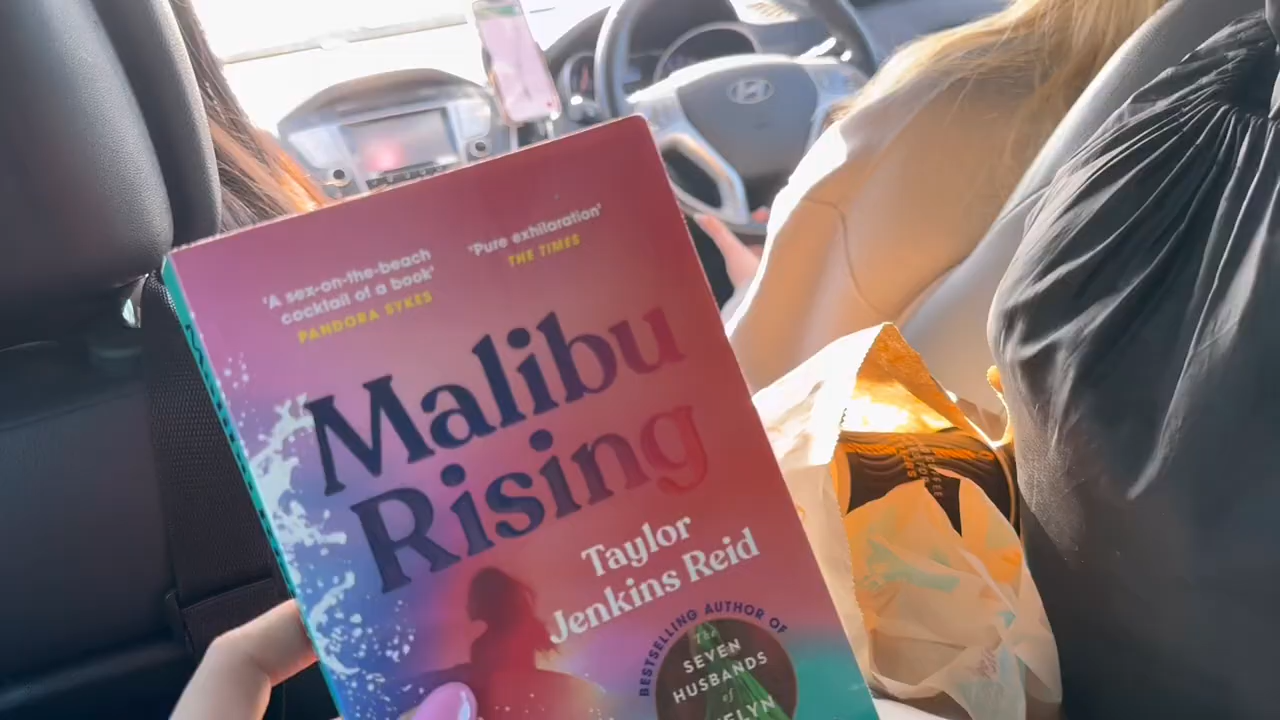 'A sex-on-the-beach
cocktail of a book'
PANDORA SYKES
'Pure exhilaration'
THE TIMES
Malibu
Rising
Taylor
Jenkins Reid
BESTSELLING AUTHOR OF
The
SEVEN
HUSBANDS
of